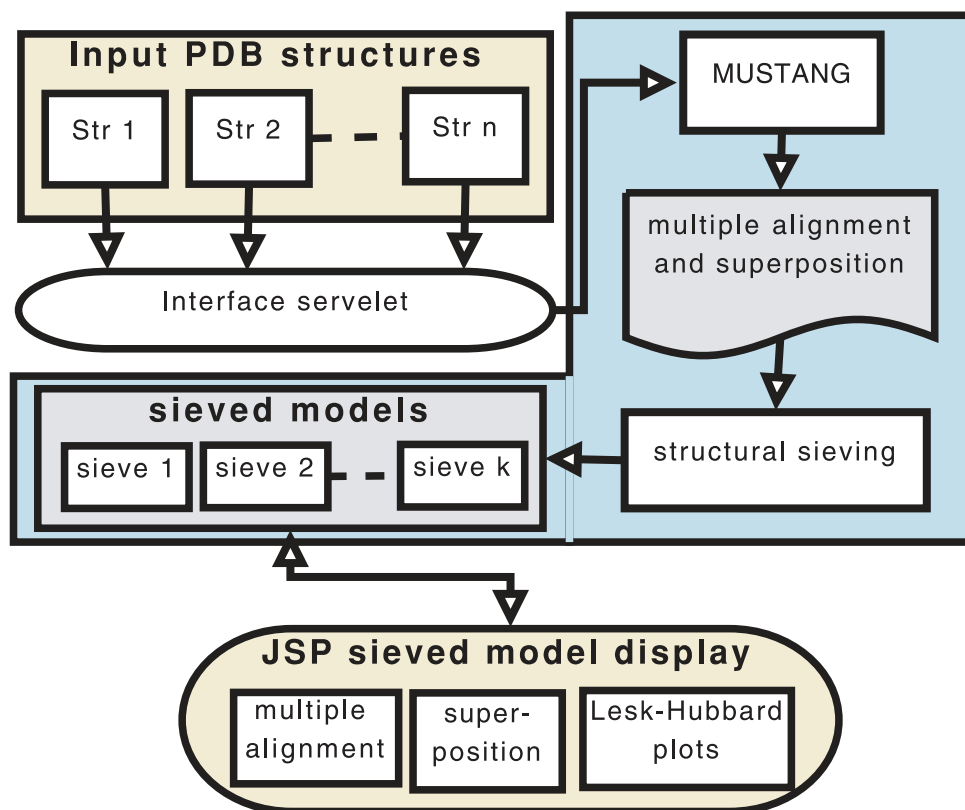 Input PDB structures
Str 1
Str 2
Str n
Interface servelet
MUSTANG
multiple alignment
and superposition
structural sieving
sieved models
sieve 1
sieve 2
sieve k
JSP sieved model display
multiple
alignment
super-
position
Lesk-Hubbard
plots